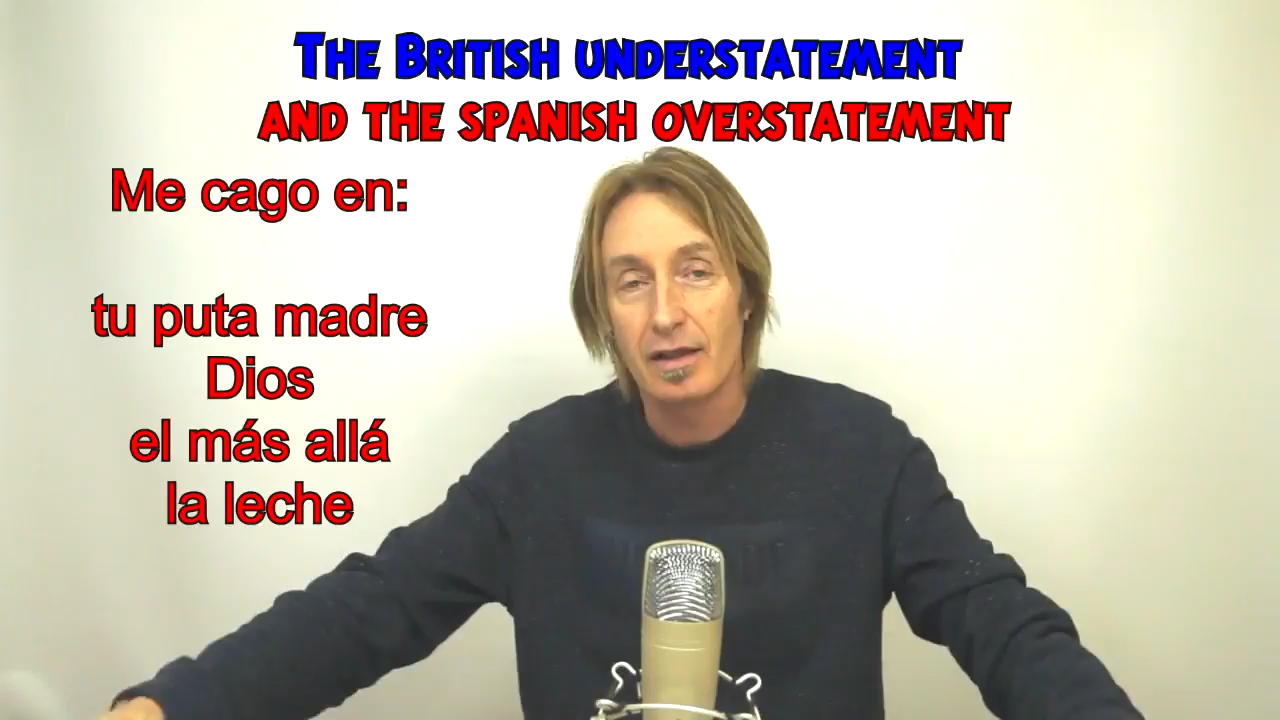 The British understatement
and the spanish overstatement
Me cago en:
tu puta madre
Dios
el más allá
la leche